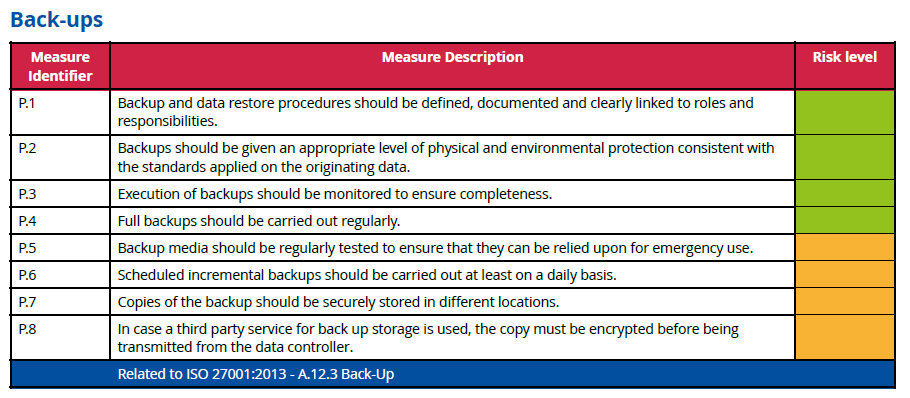 Back-ups
Measure Identifier Measure Description Risk level
P.1 Backup and data restore procedures should be defined, documented and clearly linked to roles and
responsibilities.
P.2 Backups should be given an appropriate level of physical and environmental protection consistent with
the standards applied on the originating data.
P.3 Execution of backups should be monitored to ensure completeness.
P.4 Full backups should be carried out regularly.
P.5 Backup media should be regularly tested to ensure that they can be relied upon for emergency use.
P.6 Scheduled incremental backups should be carried out at least on a daily basis.
P.7 Copies of the backup should be securely stored in different locations.
P.8 In case a third party service for back up storage is used, the copy must be encrypted before being
transmitted from the data controller.
Related to ISO 27001:2013 - A.12.3 Back-Up